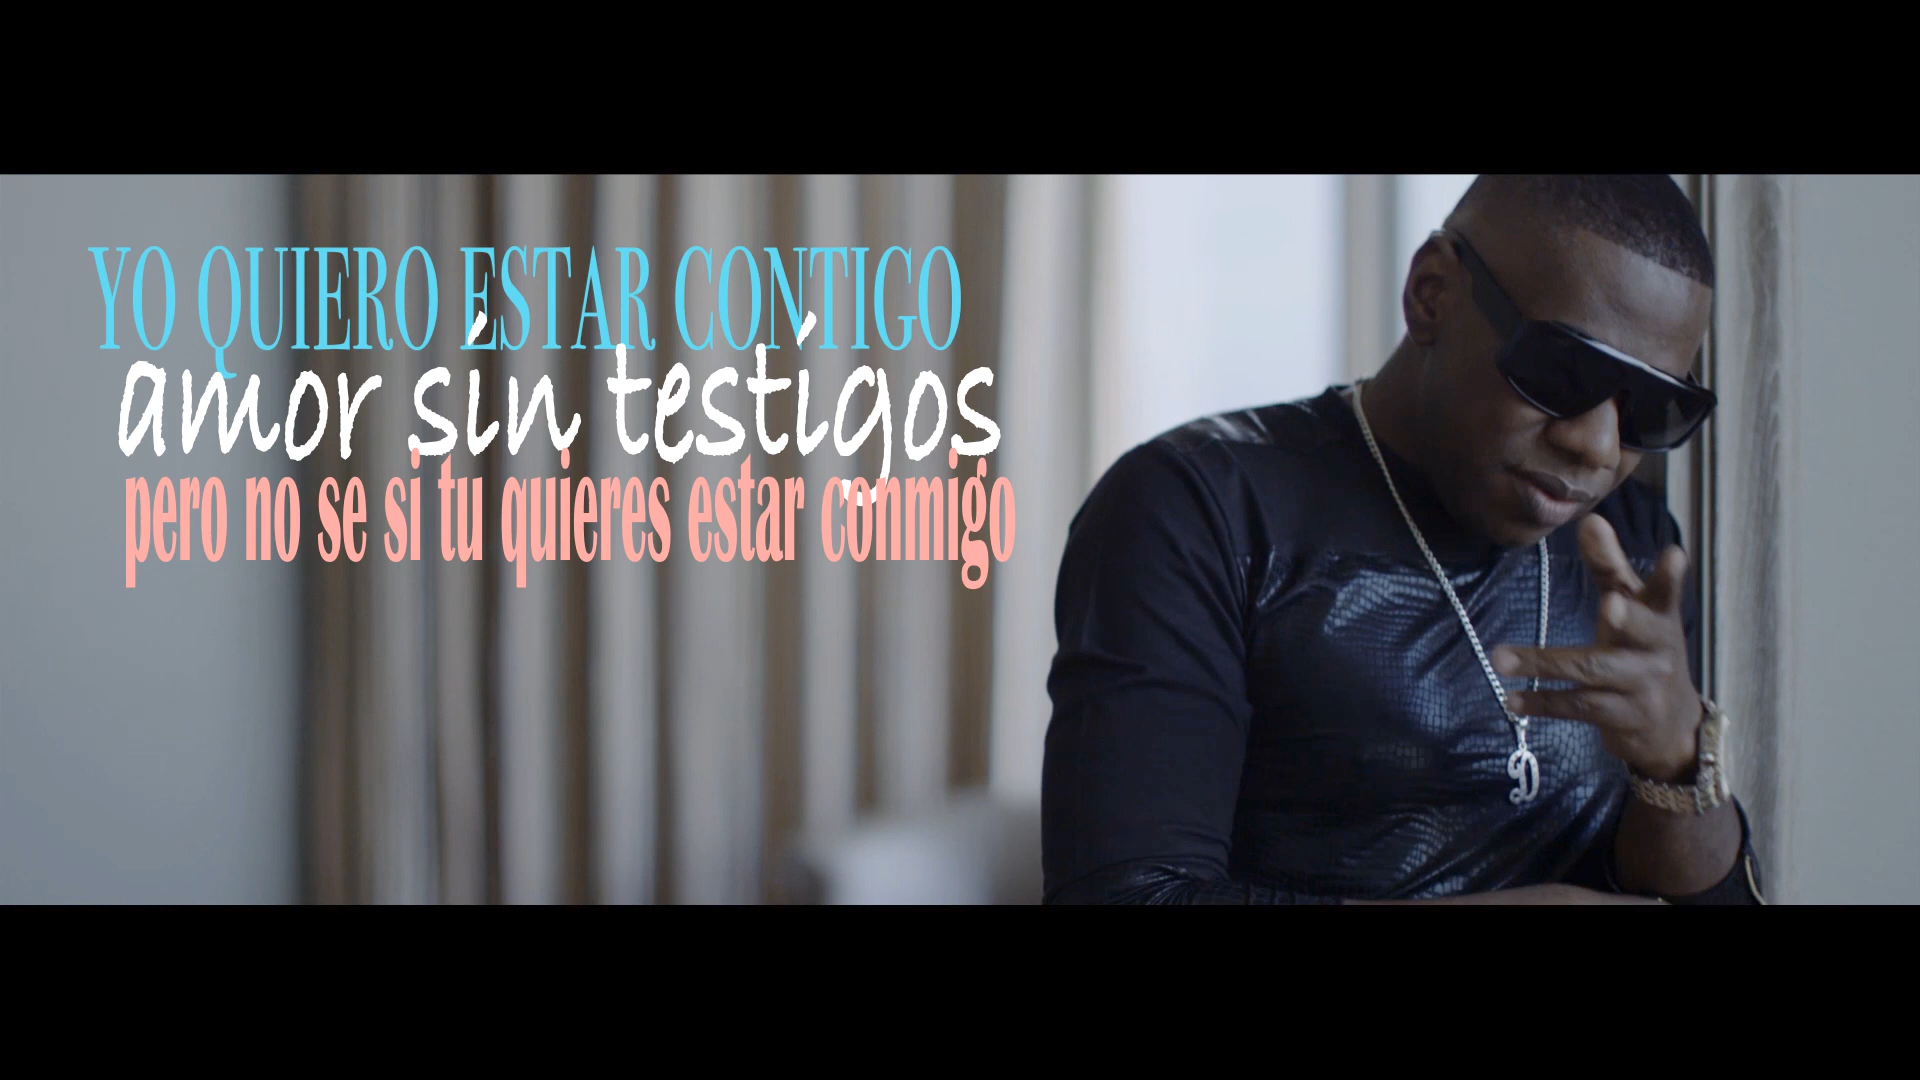 YO QUIERO ESTAR CONTIGO
amor sin testigos
pero no se si tu quieres estar conmigo
D